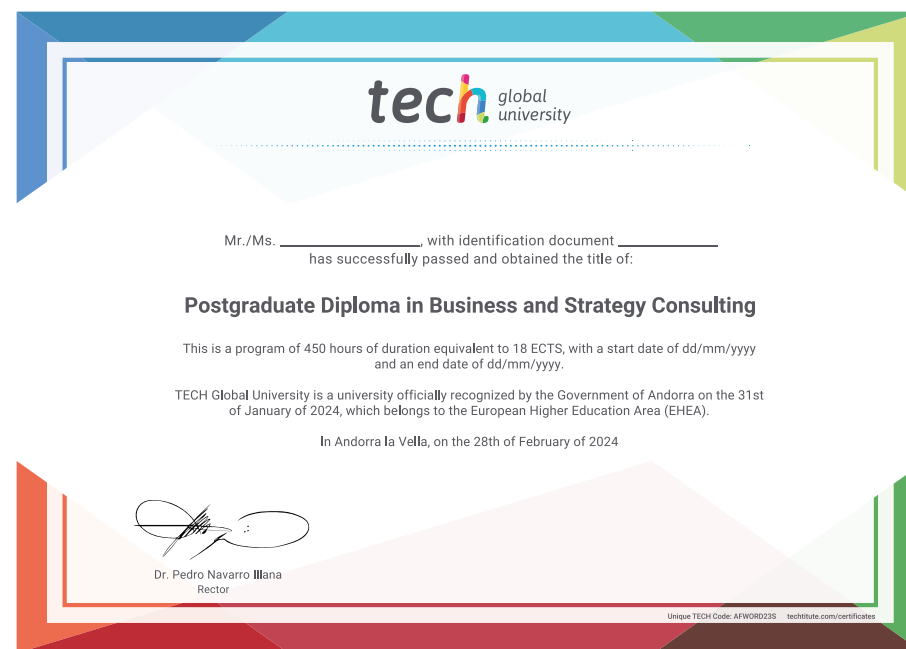 tech global
university
Mr./Ms. ____________, with identification document ____________
has successfully passed and obtained the title of:
Postgraduate Diploma in Business and Strategy Consulting
This is a program of 450 hours of duration equivalent to 18 ECTS, with a start date of dd/mm/yyyy
and an end date of dd/mm/yyyy.
TECH Global University is a university officially recognized by the Government of Andorra on the 31st
of January of 2024, which belongs to the European Higher Education Area (EHEA).
In Andorra la Vella, on the 28th of February of 2024
Dr. Pedro Navarro Illana
Rector
Unique TECH Code: AFWORD23S techtitute.com/certificates